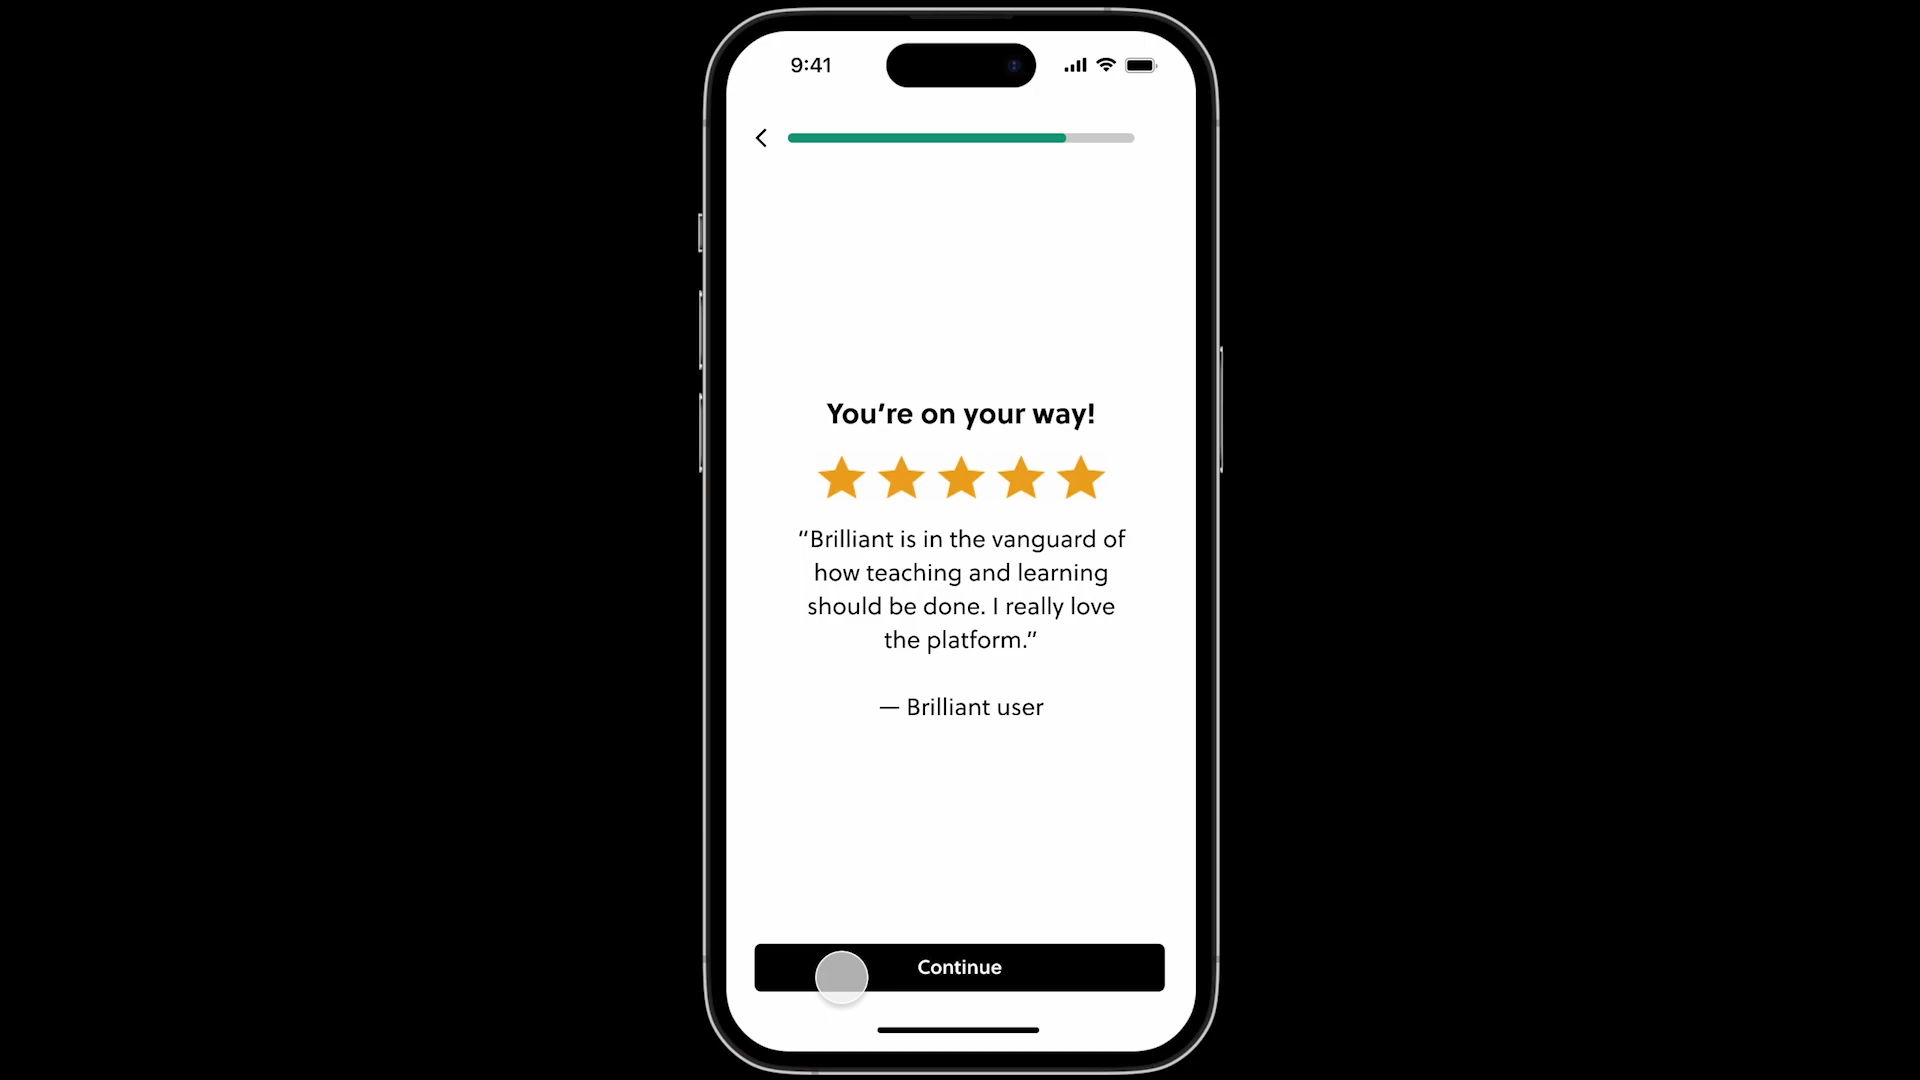 9:41
You’re on your way!
“Brilliant is in the vanguard of
how teaching and learning
should be done. I really love
the platform.”
— Brilliant user
Continue